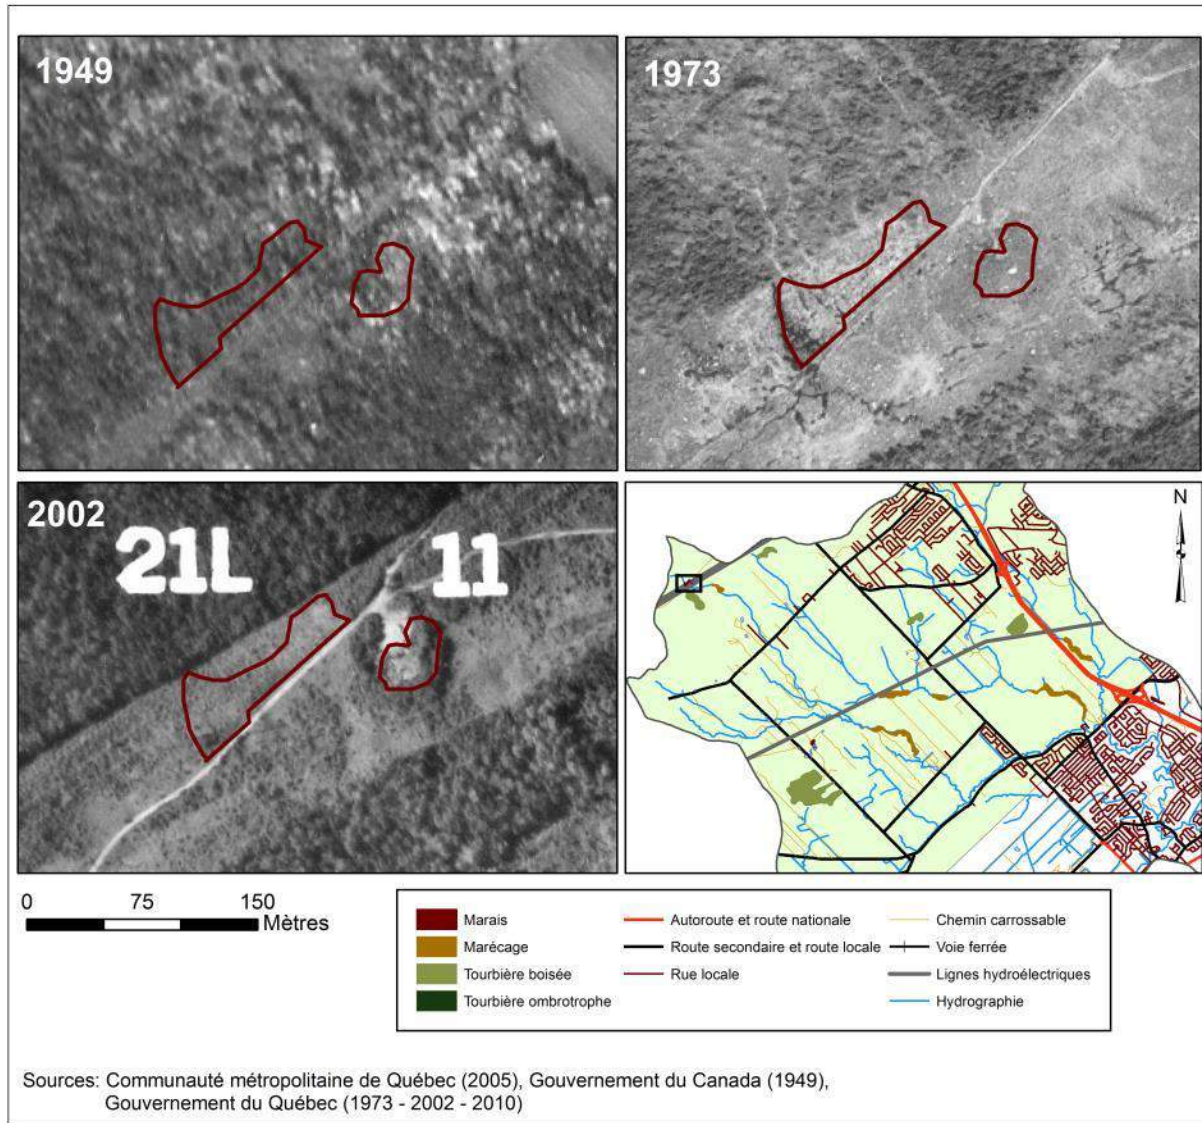 1949
1973
2002
21L
11
N
0 75 150
Mètres
Marais
Marécage
Tourbière boisée
Tourbière ombrotrophe
Autoroute et route nationale
Route secondaire et route locale
Rue locale
Chemin carrossable
Voie ferrée
Lignes hydroélectriques
Hydrographie
Sources: Communauté métropolitaine de Québec (2005), Gouvernement du Canada (1949),
Gouvernement du Québec (1973 - 2002 - 2010)